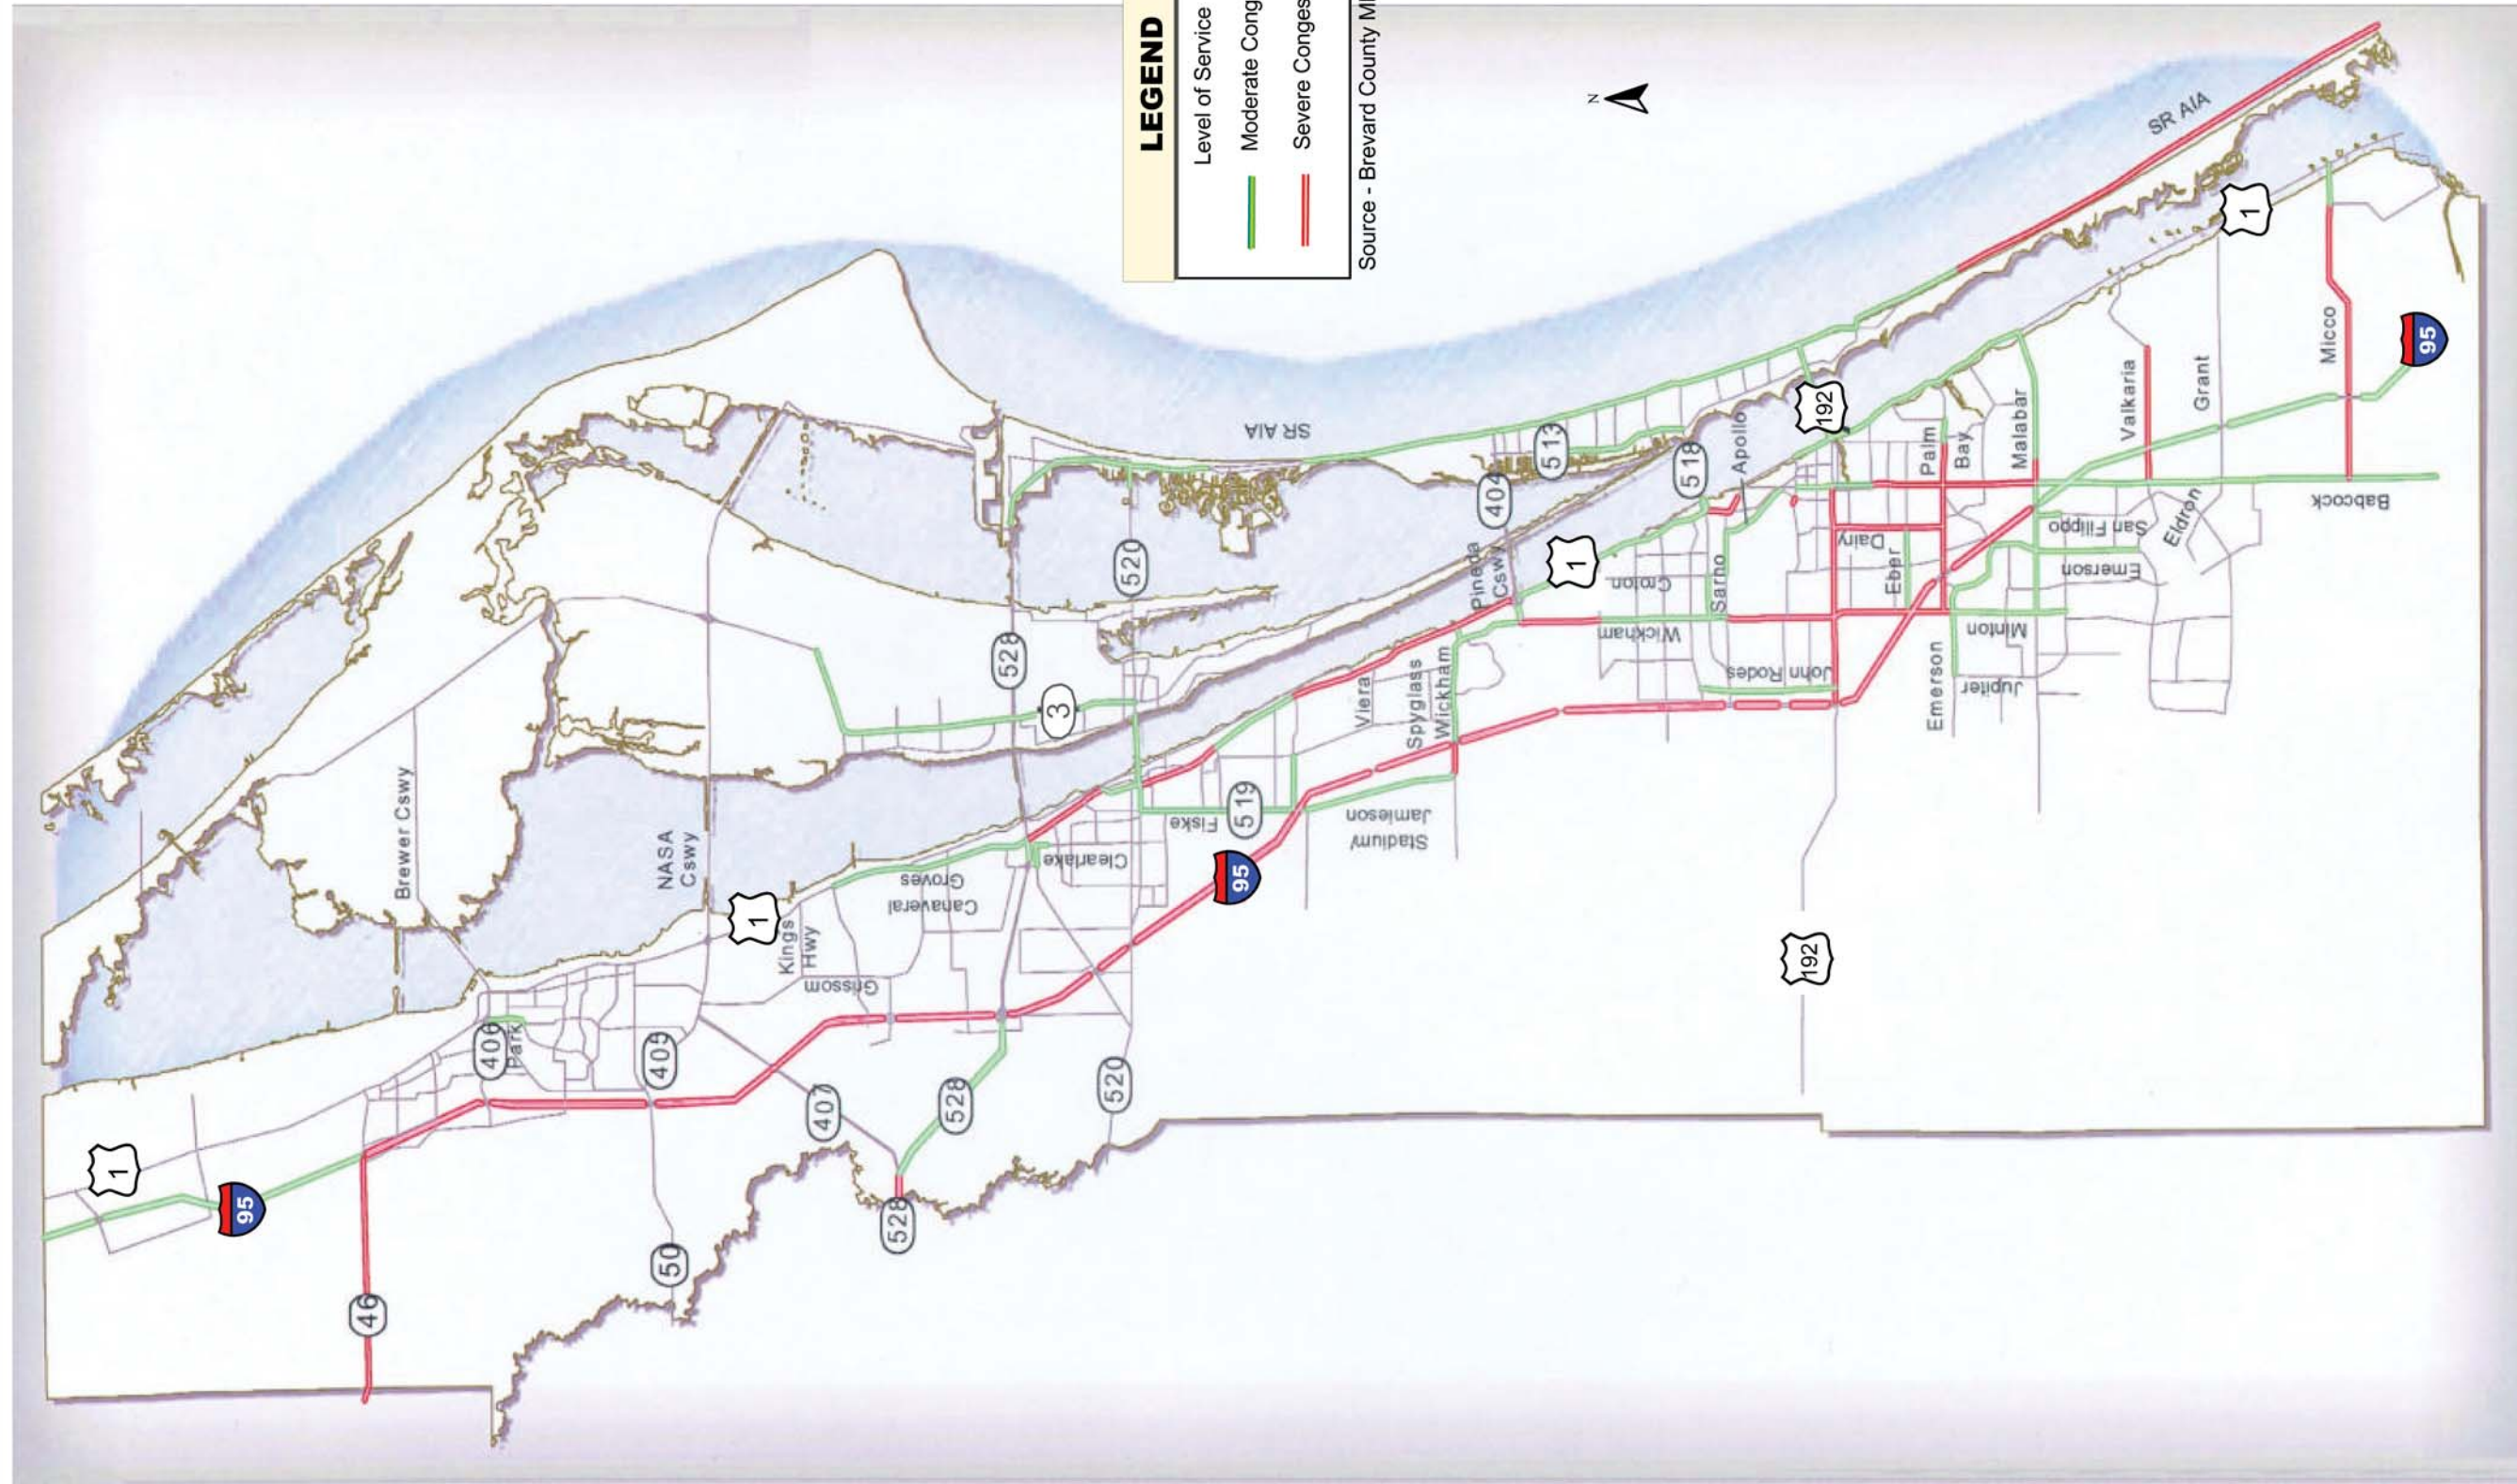 1
95
46
Brewer Cswy
406
Park
50
405
NASA
Cswy
1
Kings
Hwy
407
Grissom
528
528
Canaveral
Groves
528
3
Clearlake
520
520
LEGEND
Level of Service
Moderate Cong
Severe Conges
Source - Brevard County M
Fiske
519
95
SR A1A
Viera
Stadium/
Jamieson
Spyglass
Wickham
Pineda
Cswy
404
513
1
N
Croton
Wickham
518
Sarno
Apollo
John Rodes
192
192
Dairy
Eber
Palm
Bay
Emerson
Minton
Jupiter
Malabar
San Filippo
Emerson
Valkaria
Eldron
SR A1A
Grant
1
Micco
Babcock
95